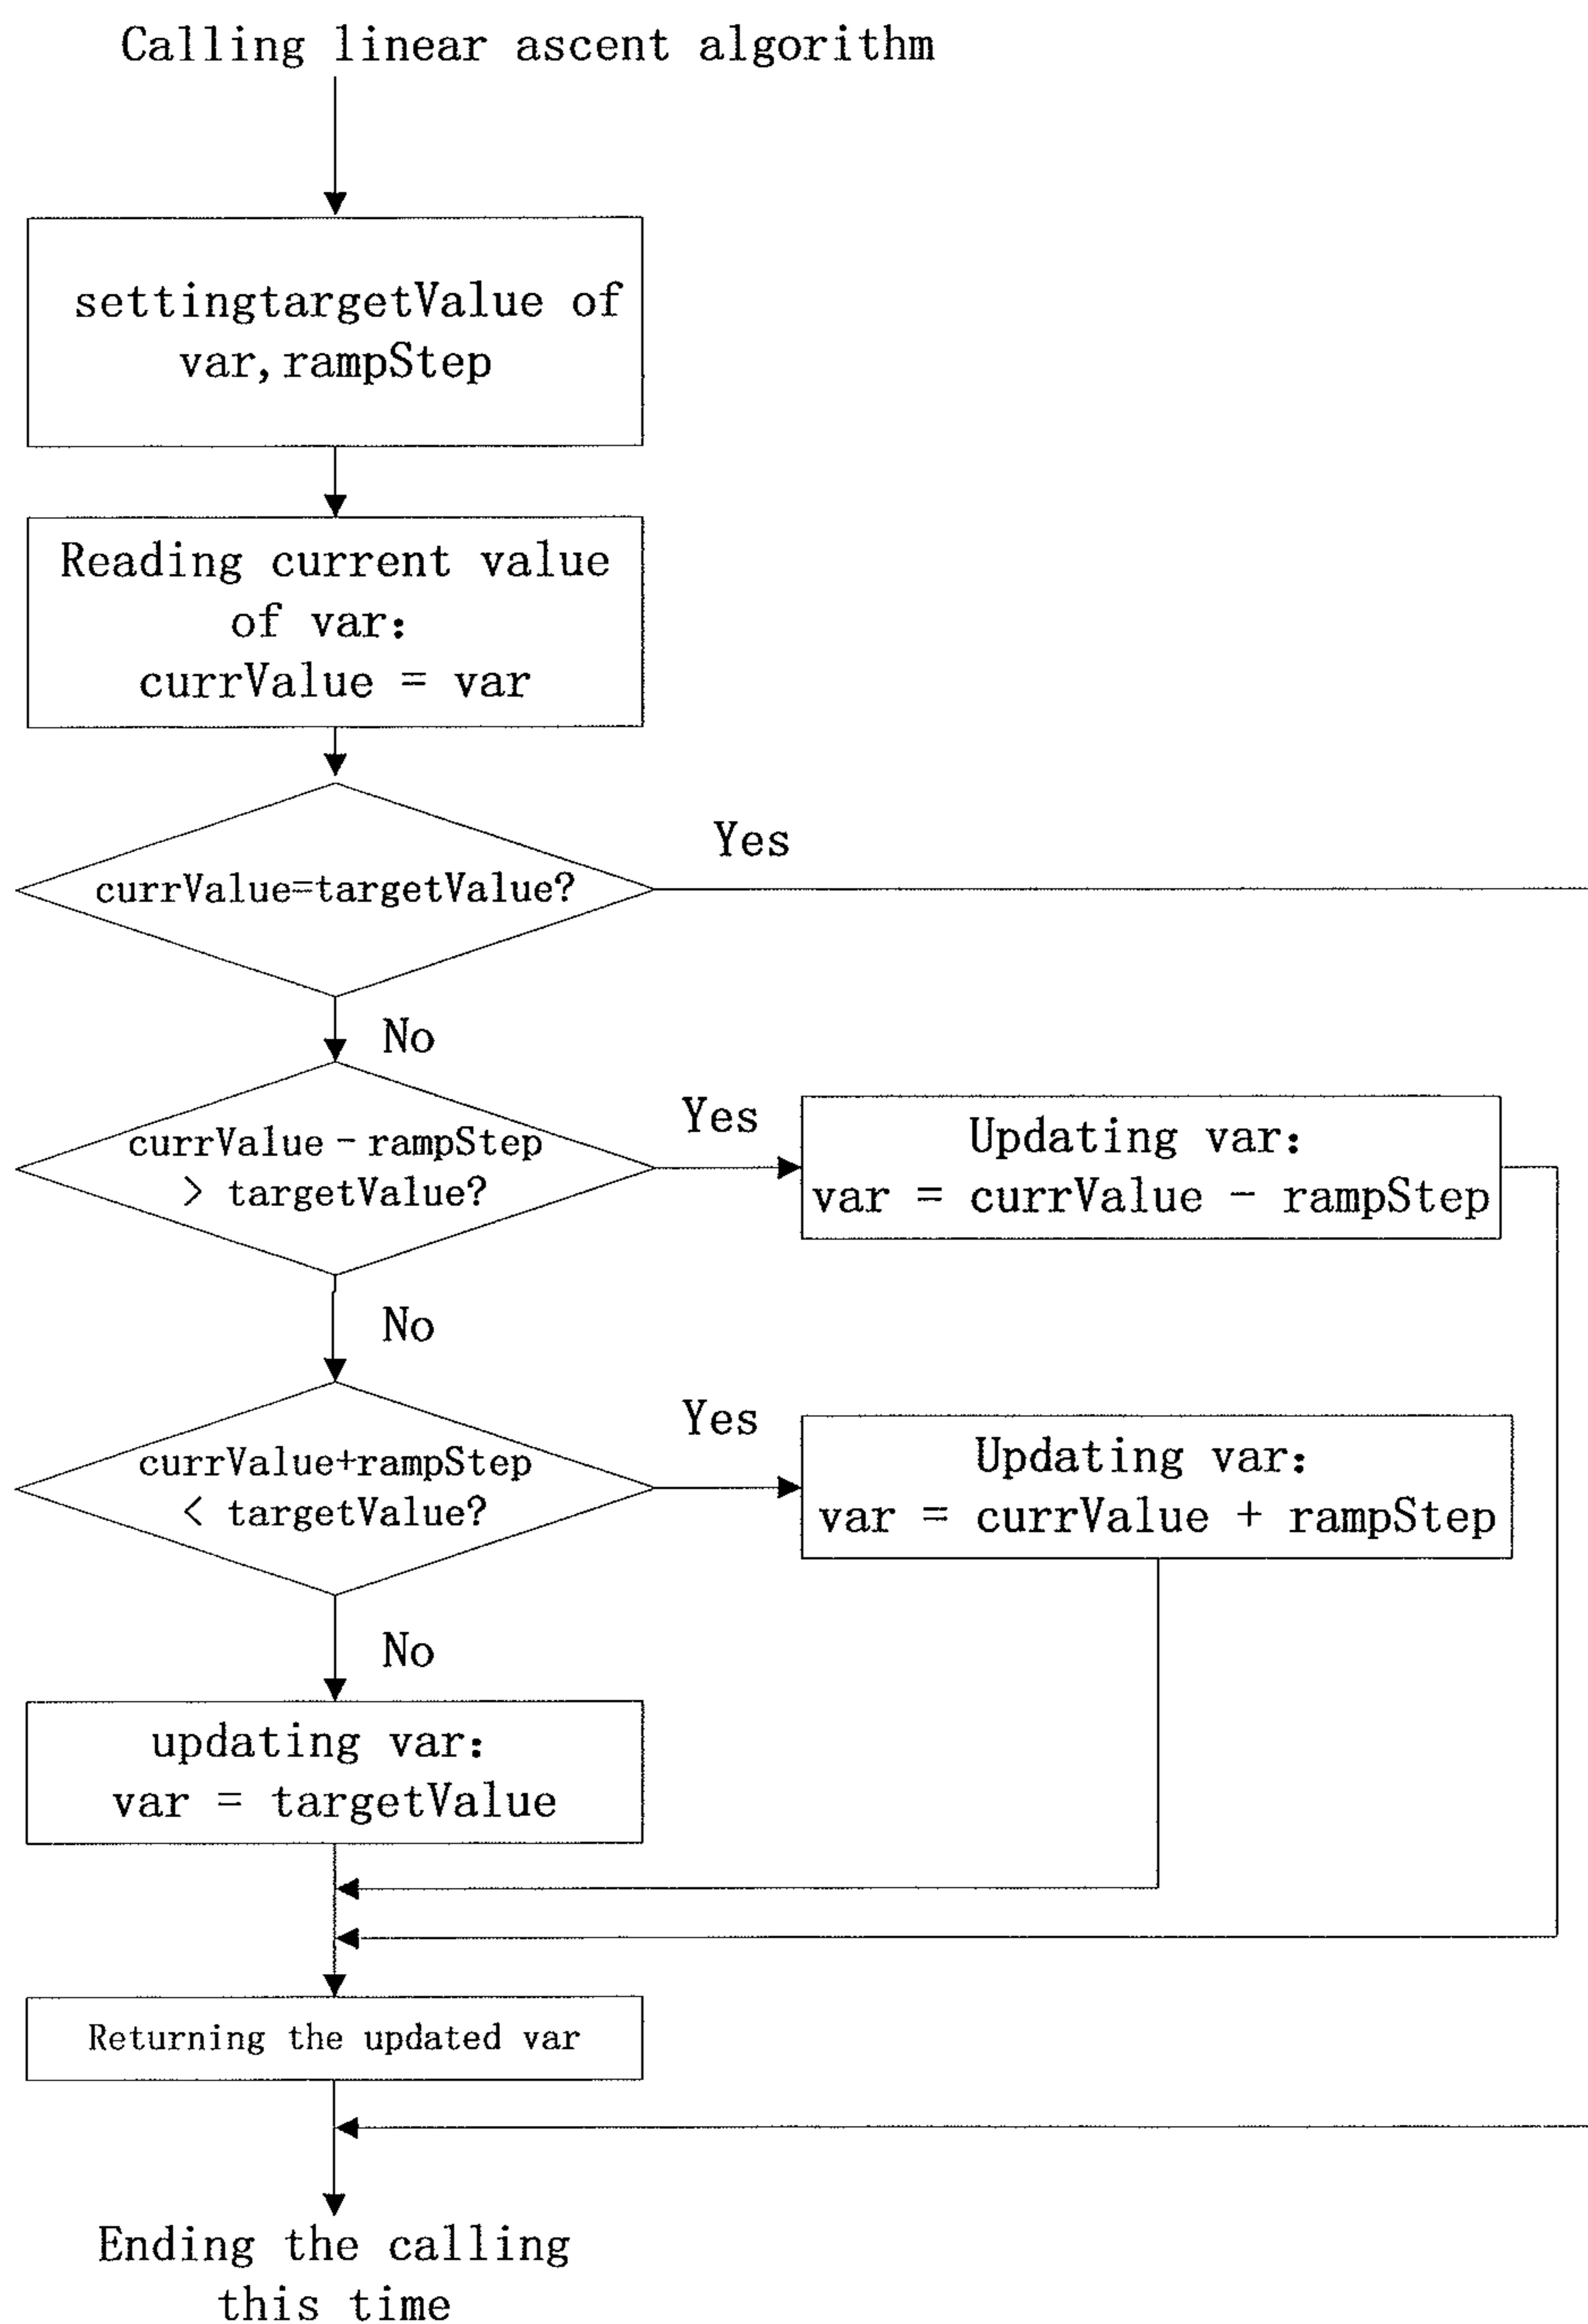 Calling linear ascent algorithm
settingtargetValue of
var,rampStep
Reading current value
of var:
currValue = var
currValue=targetValue?
Yes
No
currValue - rampStep
> targetValue?
Yes
Updating var:
var = currValue - rampStep
No
currValue+rampStep
< targetValue?
Yes
Updating var:
var = currValue + rampStep
No
updating var:
var = targetValue
Returning the updated var
Ending the calling
this time